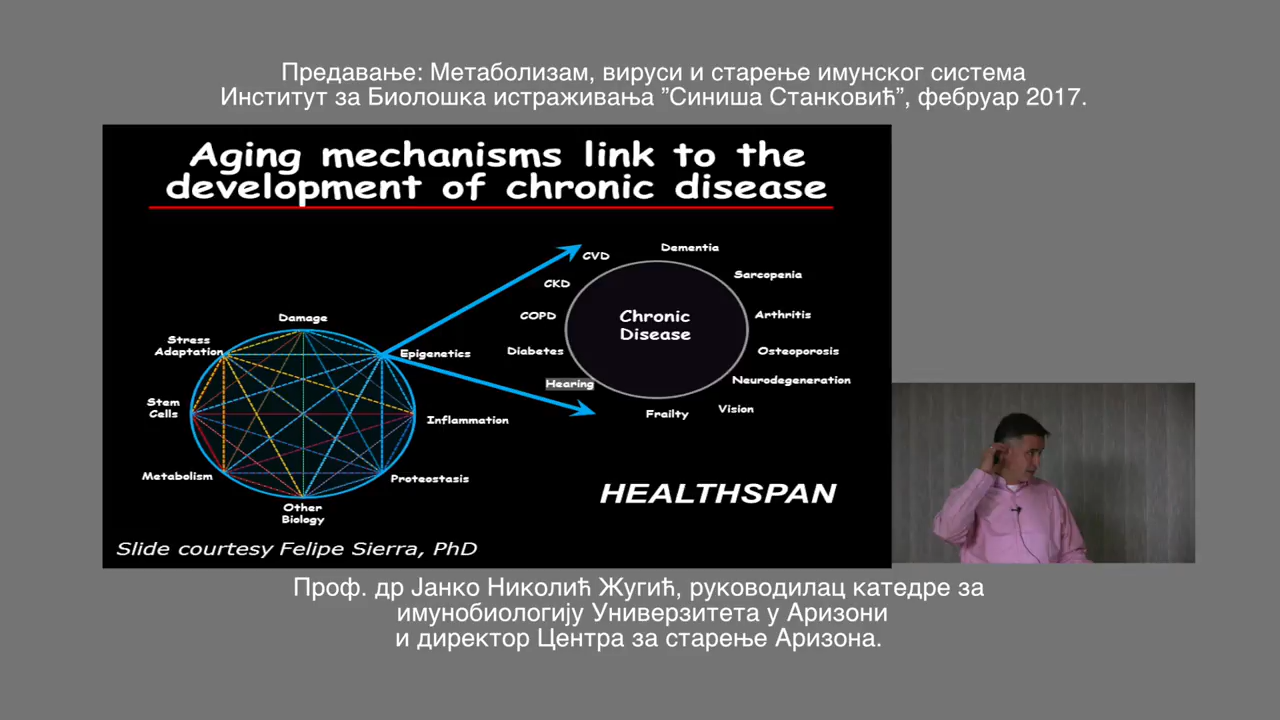 Предавање: Метаболизам, вируси и старење имунског система
Институт за Биолошка истраживања ”Синиша Станковић”, фебруар 2017.
Aging mechanisms link to the
development of chronic disease
Damage
Stress
Adaptation
Epigenetics
Stem
Cells
Inflammation
Metabolism
Proteostasis
Other
Biology
CVD
Dementia
CKD
Sarcopenia
COPD
Arthritis
Chronic
Disease
Diabetes
Osteoporosis
Hearing
Neurodegeneration
Frailty
Vision
HEALTHSPAN
Slide courtesy Felipe Sierra, PhD
Проф. др Јанко Николић Жугић, руководилац катедре за
имунобиологију Универзитета у Аризони
и директор Центра за старење Аризона.